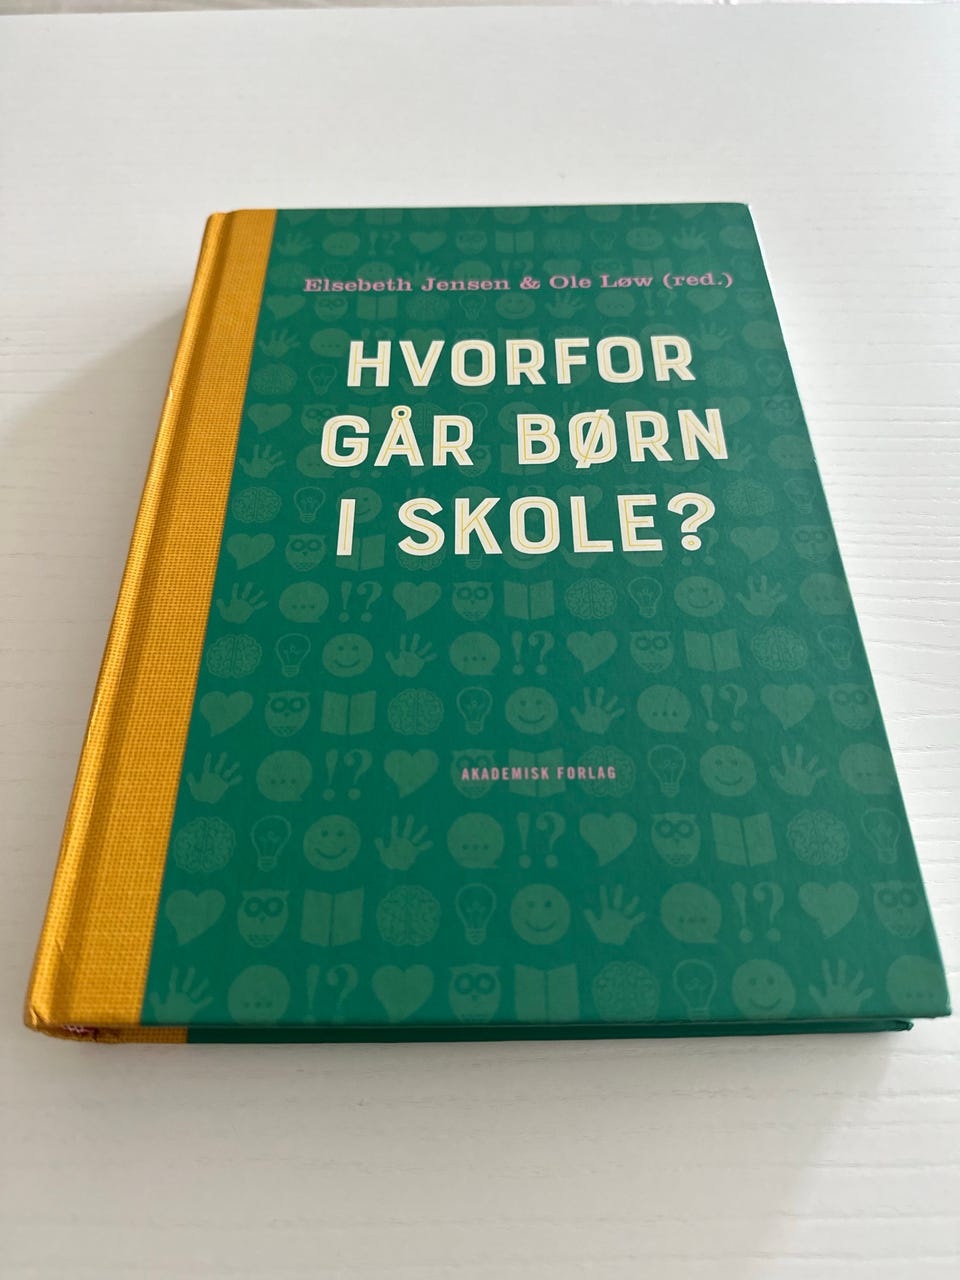 Elsebeth Jensen & Ole Løw (red.)
HVORFOR
GÅR BØRN
I SKOLE?
AKADEMISK FORLAG